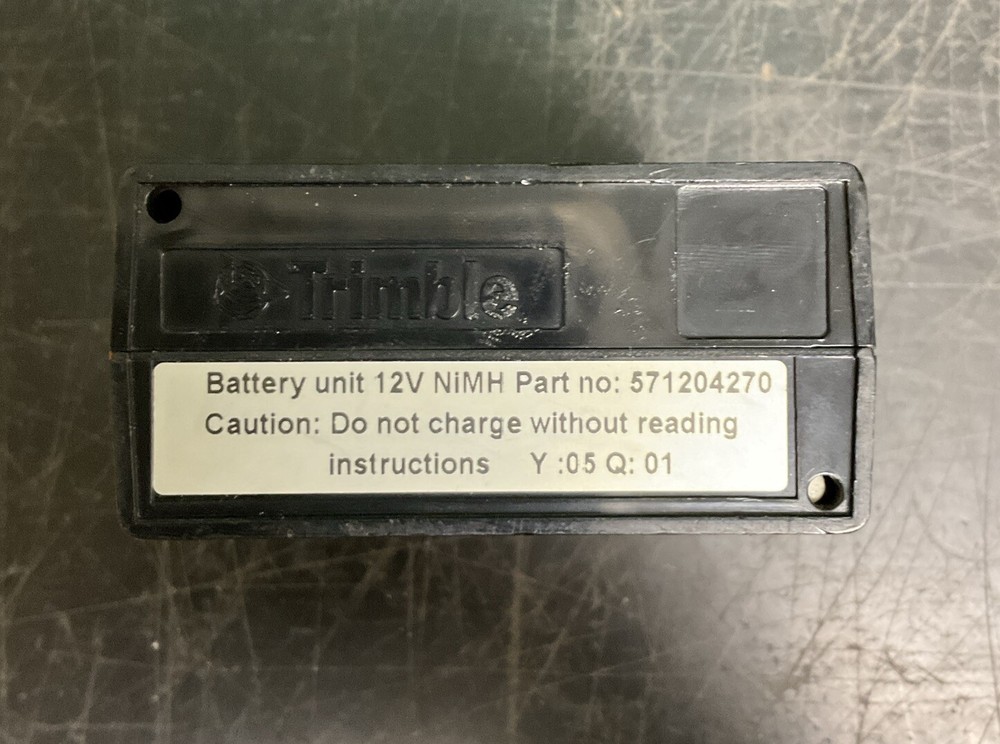 Trimble
Battery unit 12V NiMH Part no: 571204270
Caution: Do not charge without reading
instructions Y :05 Q: 01